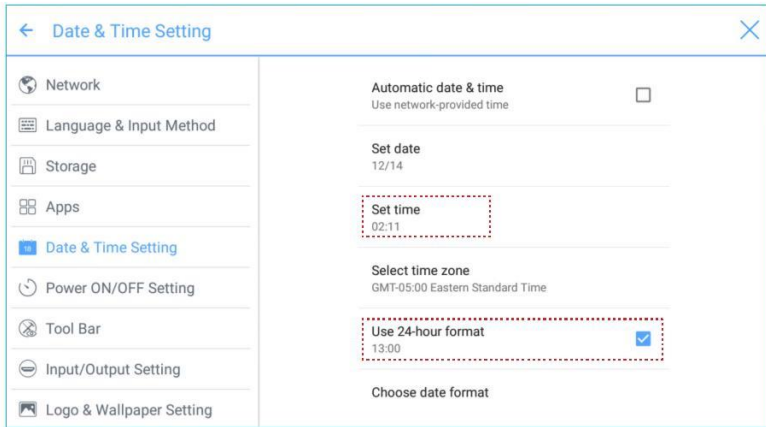 Date & Time Setting
Network
Language & Input Method
Storage
Apps
Date & Time Setting
Power ON/OFF Setting
Tool Bar
Input/Output Setting
Logo & Wallpaper Setting
Automatic date & time
Use network-provided time
Set date
12/14
Set time
02:11
Select time zone
GMT-05:00 Eastern Standard Time
Use 24-hour format
13:00
Choose date format